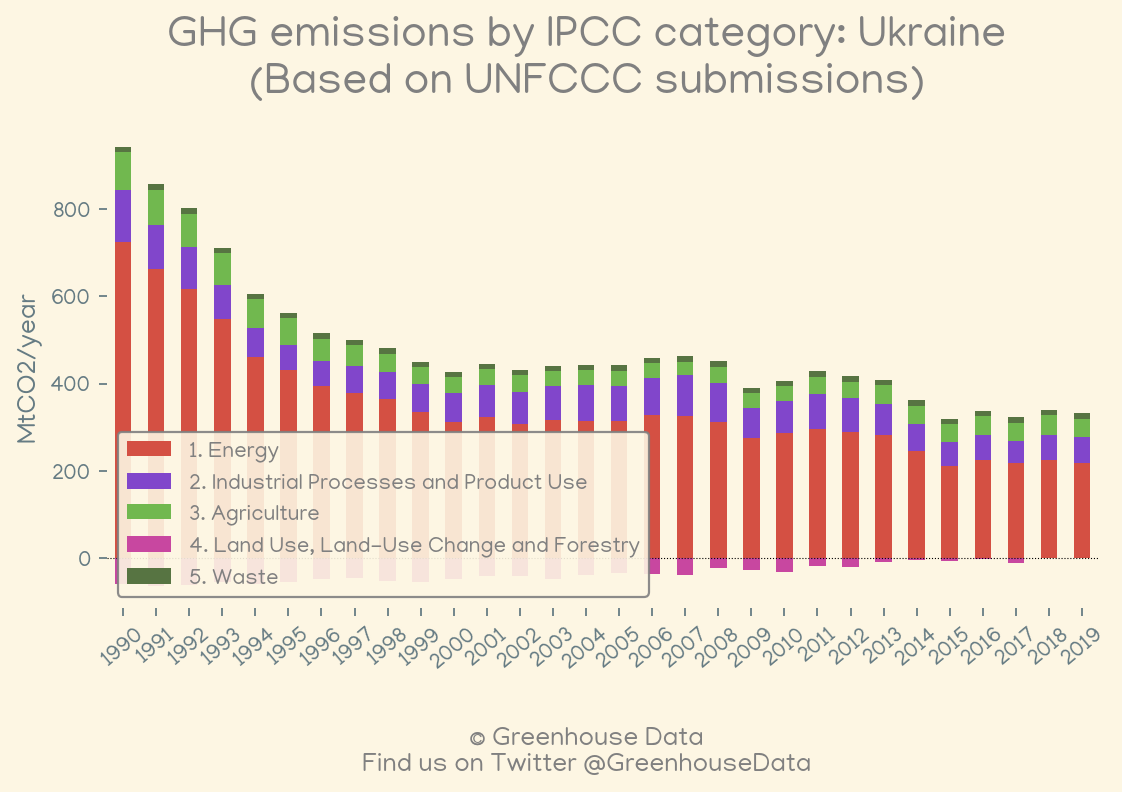 GHG emissions by IPCC category: Ukraine
(Based on UNFCCC submissions)
MtCO2/year
800
600
400
200
0
1. Energy
2. Industrial Processes and Product Use
3. Agriculture
4. Land Use, Land-Use Change and Forestry
5. Waste
1990 1991 1992 1993 1994 1995 1996 1997 1998 1999 2000 2001 2002 2003 2004 2005 2006 2007 2008 2009 2010 2011 2012 2013 2014 2015 2016 2017 2018 2019
© Greenhouse Data
Find us on Twitter @GreenhouseData